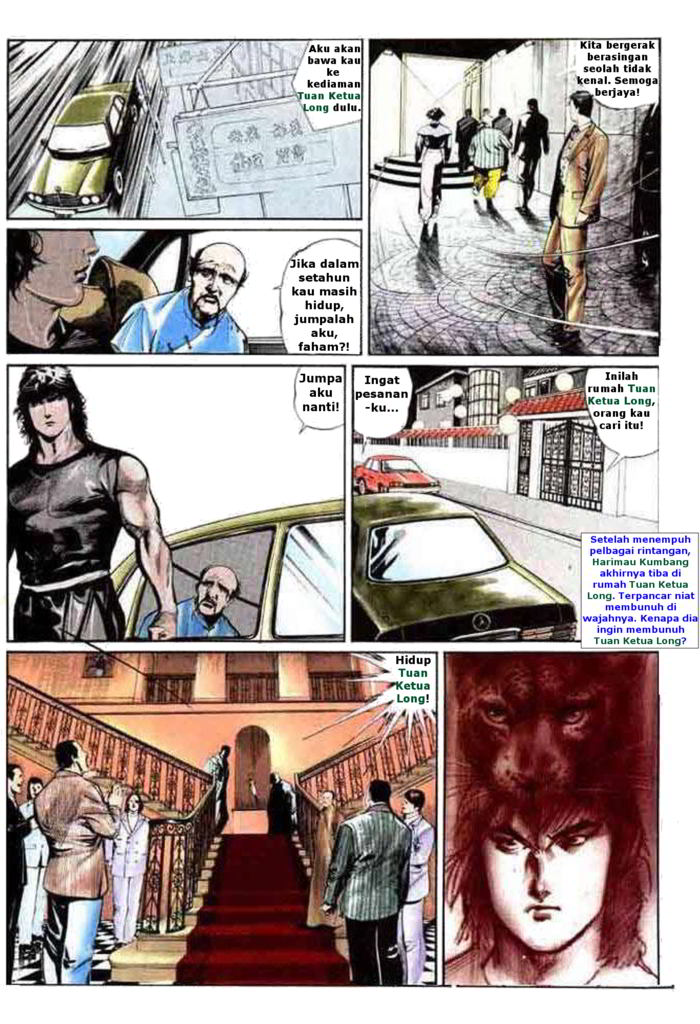 Aku akan
bawa kau
ke
kediaman
Tuan Ketua
Long dulu.
Kita bergerak
berasingan
seolah tidak
kenal. Semoga
berjaya!
Jika dalam
setahun
kau masih
hidup,
jumpalah
aku,
faham?!
Jumpa
aku
nanti!
Ingat
pesanan
-ku...
Inilah
rumah Tuan
Ketua Long,
orang kau
cari itu!
Setelah menempuh
pelbagai rintangan,
Harimau Kumbang
akhirnya tiba di
rumah Tuan Ketua
Long. Terpancar niat
membunuh di
wajahnya. Kenapa dia
ingin membunuh
Tuan Ketua Long?
Hidup
Tuan
Ketua
Long!